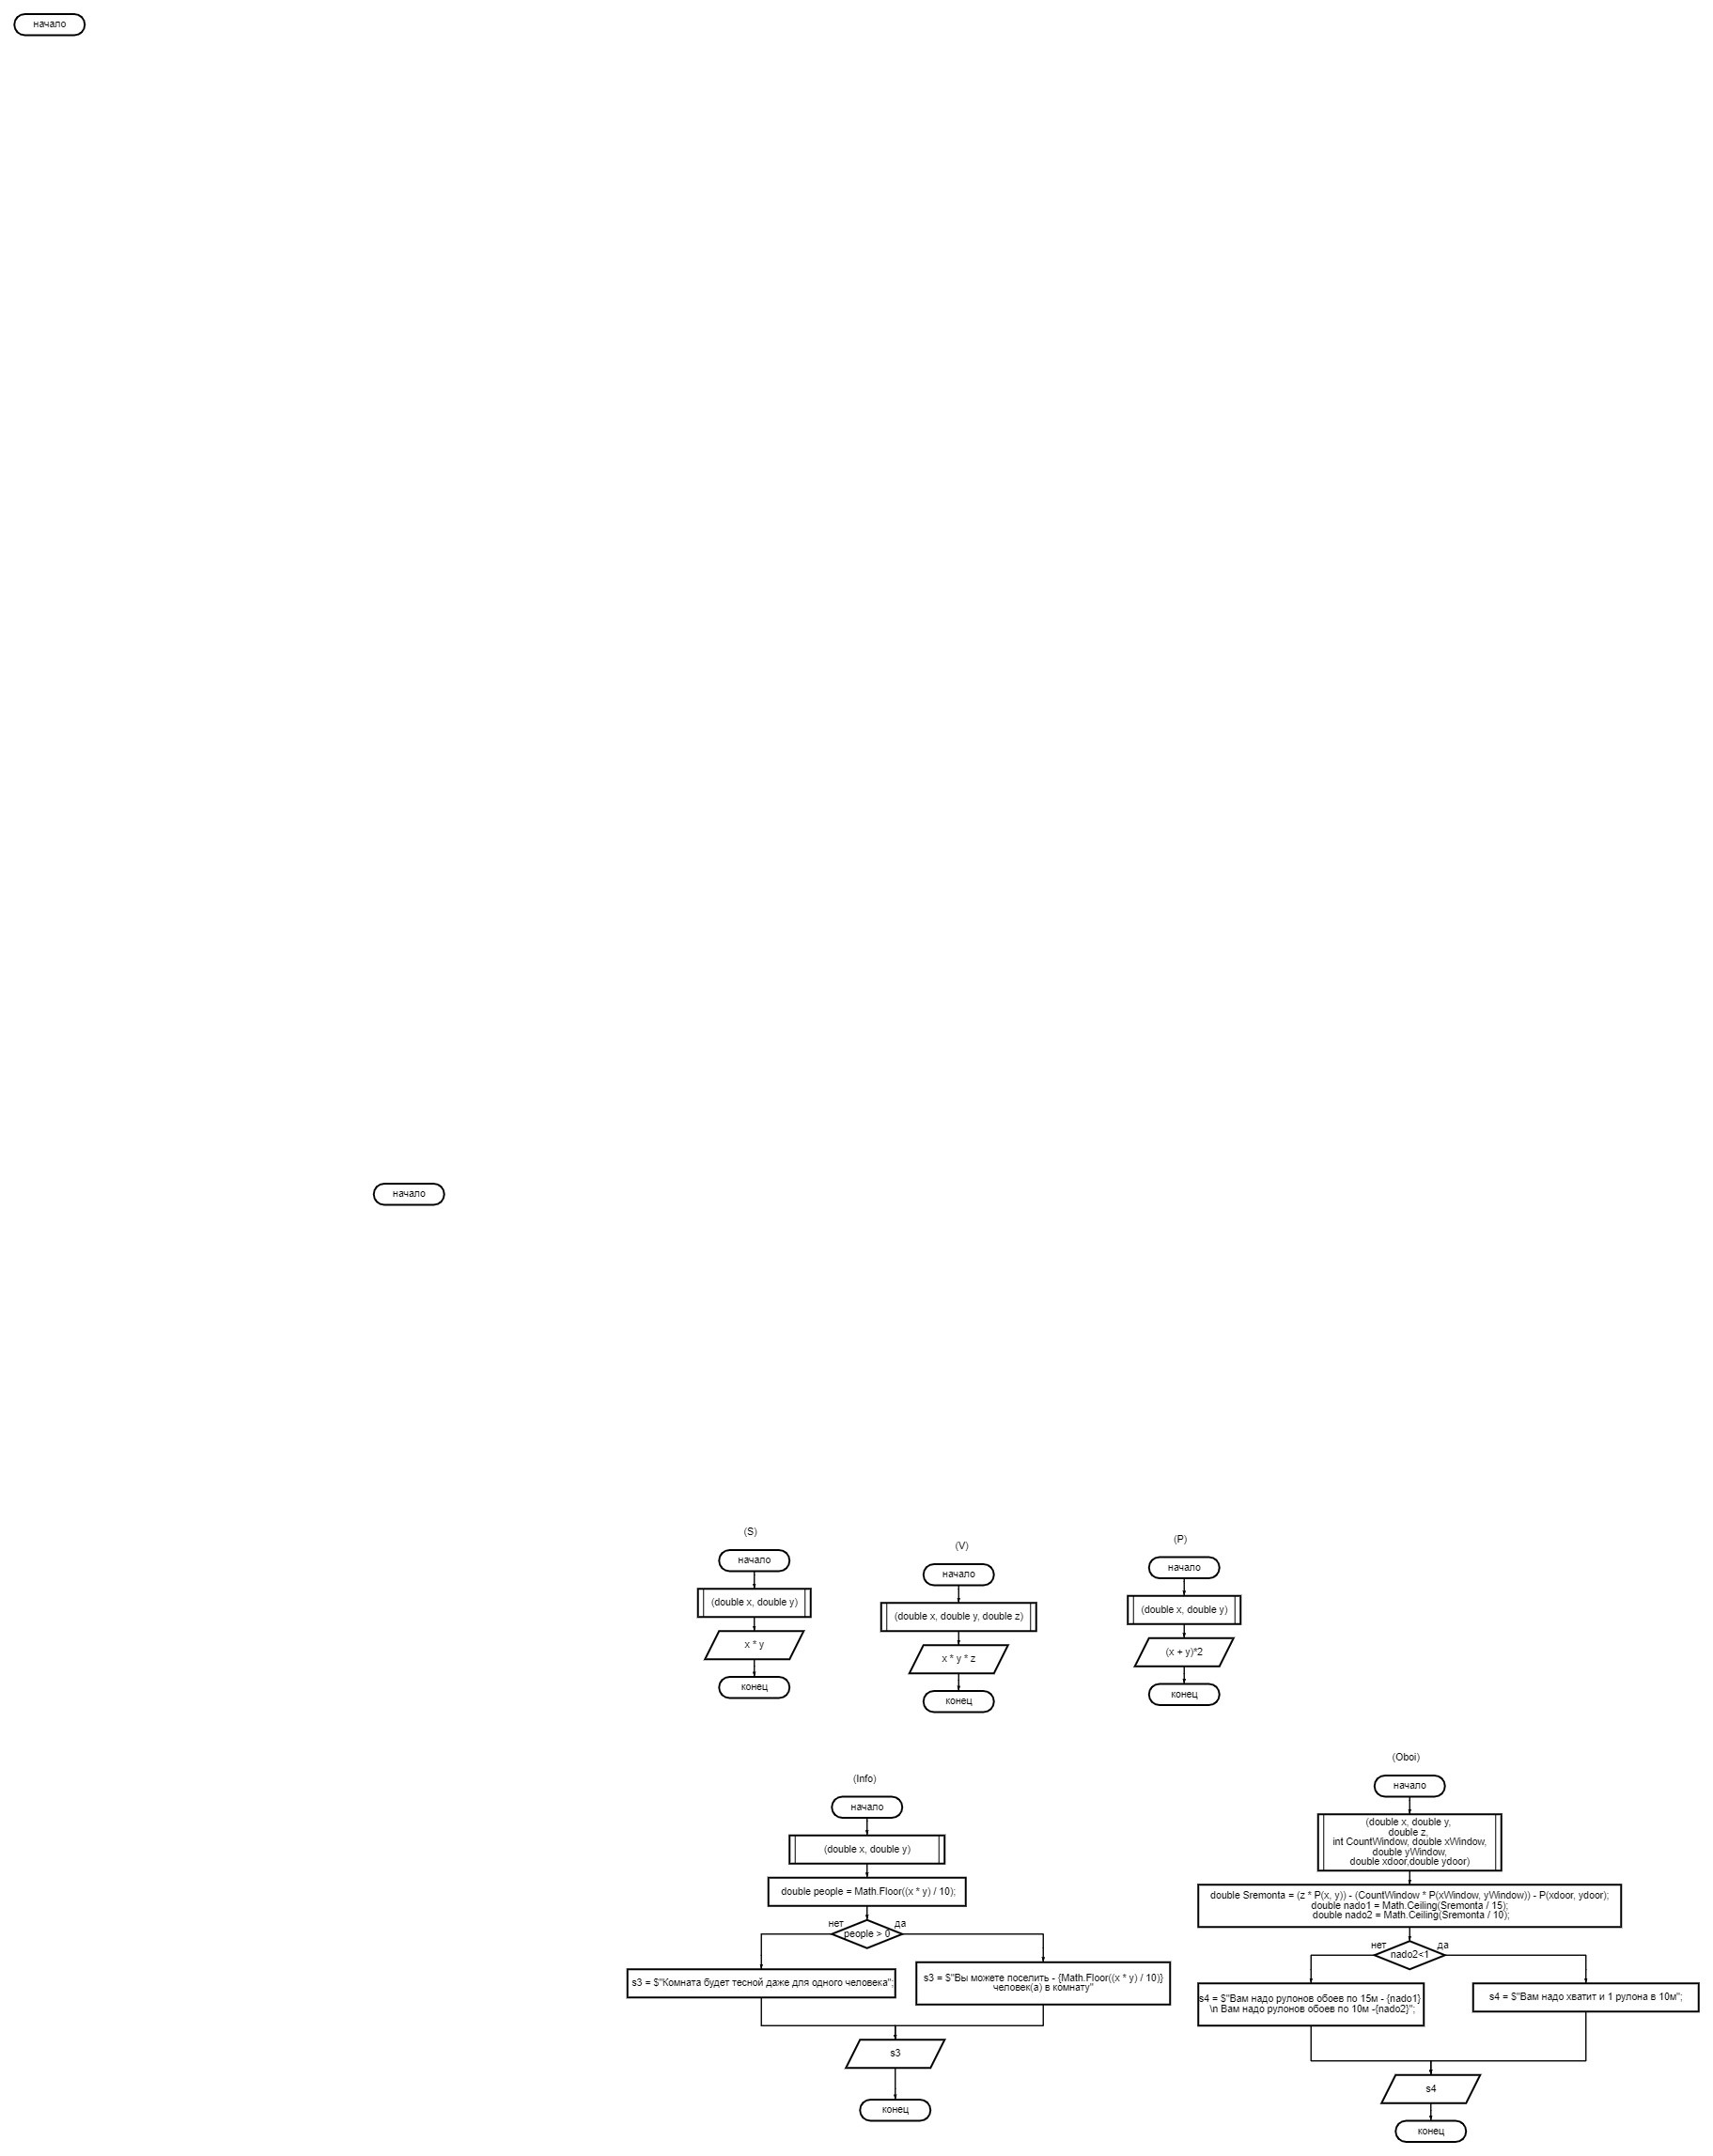 начало
начало
(S)
начало
(double x, double y)
x * y
конец
(V)
начало
(double x, double y, double z)
x * y * z
конец
(P)
начало
(double x, double y)
(x + y)*2
конец
(Info)
начало
(double x, double y)
double people = Math.Floor((x * y) / 10);
нет
да
people > 0
s3 = $"Комната будет тесной даже для одного человека";
s3 = $"Вы можете поселить - {Math.Floor((x * y) / 10)}
человек(а) в комнату"
s3
конец
(Oboi)
начало
(double x, double y,
double z,
int CountWindow, double xWindow,
double yWindow,
double xdoor,double ydoor)
double Sremonta = (z * P(x, y)) - (CountWindow * P(xWindow, yWindow)) - P(xdoor, ydoor);
double nado1 = Math.Ceiling(Sremonta / 15);
double nado2 = Math.Ceiling(Sremonta / 10);
нет
да
nado2<1
s4 = $"Вам надо рулонов обоев по 15м - {nado1}
\n Вам надо рулонов обоев по 10м -{nado2}";
s4 = $"Вам надо хватит и 1 рулона в 10м";
s4
конец